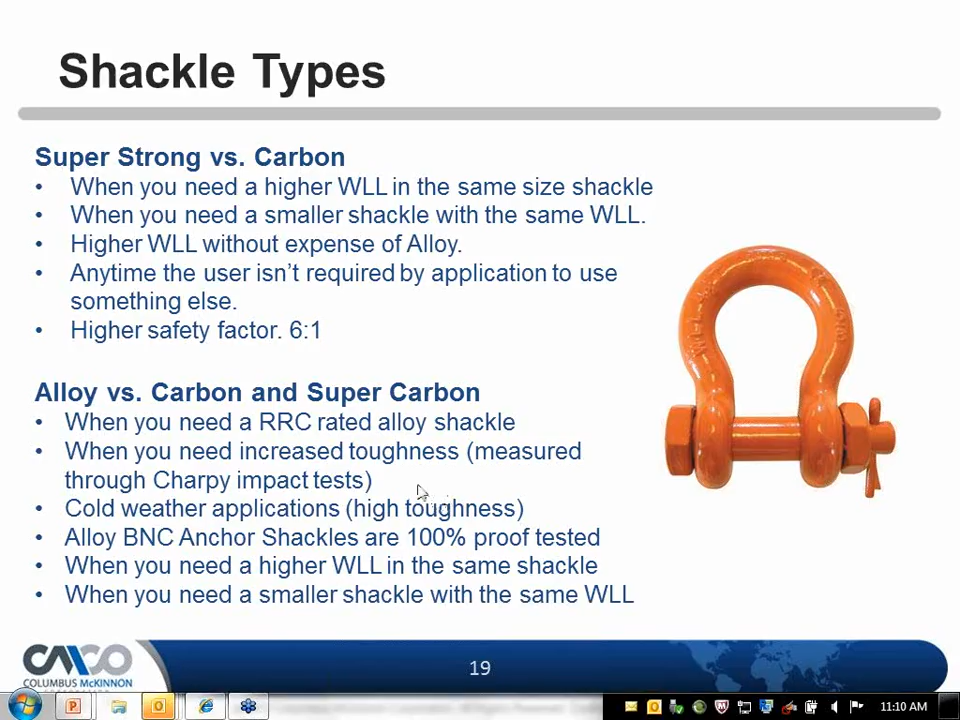 Shackle Types
Super Strong vs. Carbon
• When you need a higher WLL in the same size shackle
• When you need a smaller shackle with the same WLL.
• Higher WLL without expense of Alloy.
• Anytime the user isn't required by application to use
something else.
• Higher safety factor. 6:1
Alloy vs. Carbon and Super Carbon
• When you need a RRC rated alloy shackle
• When you need increased toughness (measured
through Charpy impact tests)
• Cold weather applications (high toughness)
• Alloy BNC Anchor Shackles are 100% proof tested
• When you need a higher WLL in the same shackle
• When you need a smaller shackle with the same WLL
CMCO
COLUMBUS McKINNON
CORPORATION
19
11:10 AM